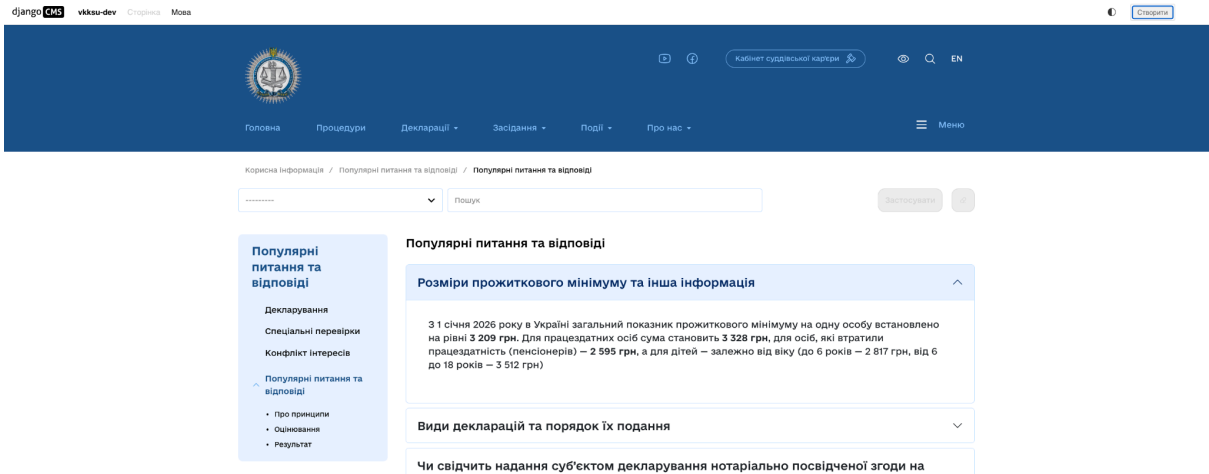 django CMS vkksu-dev Сторінка Мова Створити
Кабінет суддівської кар'єри EN
Головна Процедури Декларації Засідання Події Про нас Меню
Корисна інформація / Популярні питання та відповіді / Популярні питання та відповіді
--------- Пошук Застосувати
Популярні
питання та
відповіді
Декларування
Спеціальні перевірки
Конфлікт інтересів
Популярні питання та
відповіді
• Про принципи
• Оцінювання
• Результат
Популярні питання та відповіді
Розміри прожиткового мінімуму та інша інформація
З 1 січня 2026 року в Україні загальний показник прожиткового мінімуму на одну особу встановлено
на рівні 3 209 грн. Для працездатних осіб сума становить 3 328 грн, для осіб, які втратили
працездатність (пенсіонерів) — 2 595 грн, а для дітей — залежно від віку (до 6 років — 2 817 грн, від 6
до 18 років — 3 512 грн)
Види декларацій та порядок їх подання
Чи свідчить надання суб'єктом декларування нотаріально посвідченої згоди на